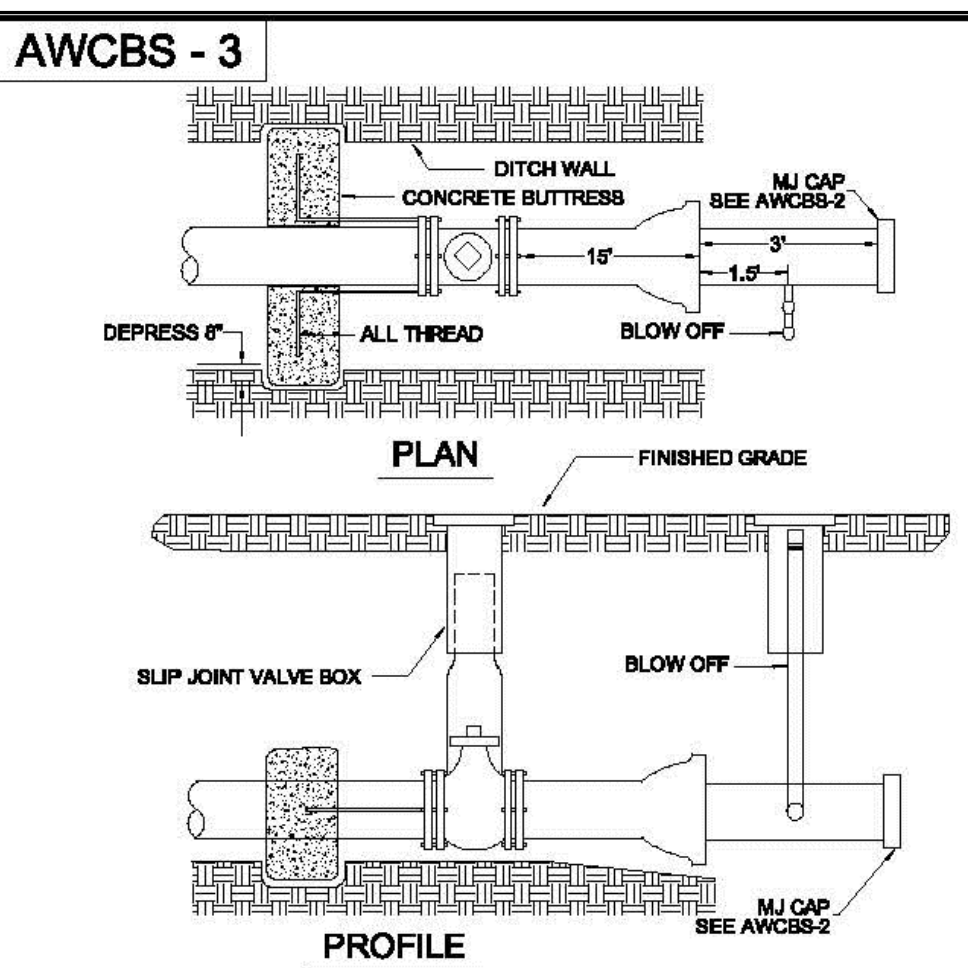 AWCBS - 3
DITCH WALL
CONCRETE BUTTRESS
MJ CAP
SEE AWCBS-2
15'
3'
1.5'
DEPRESS 8"
ALL THREAD
BLOW OFF
PLAN
FINISHED GRADE
SLIP JOINT VALVE BOX
BLOW OFF
MJ CAP
SEE AWCBS-2
PROFILE